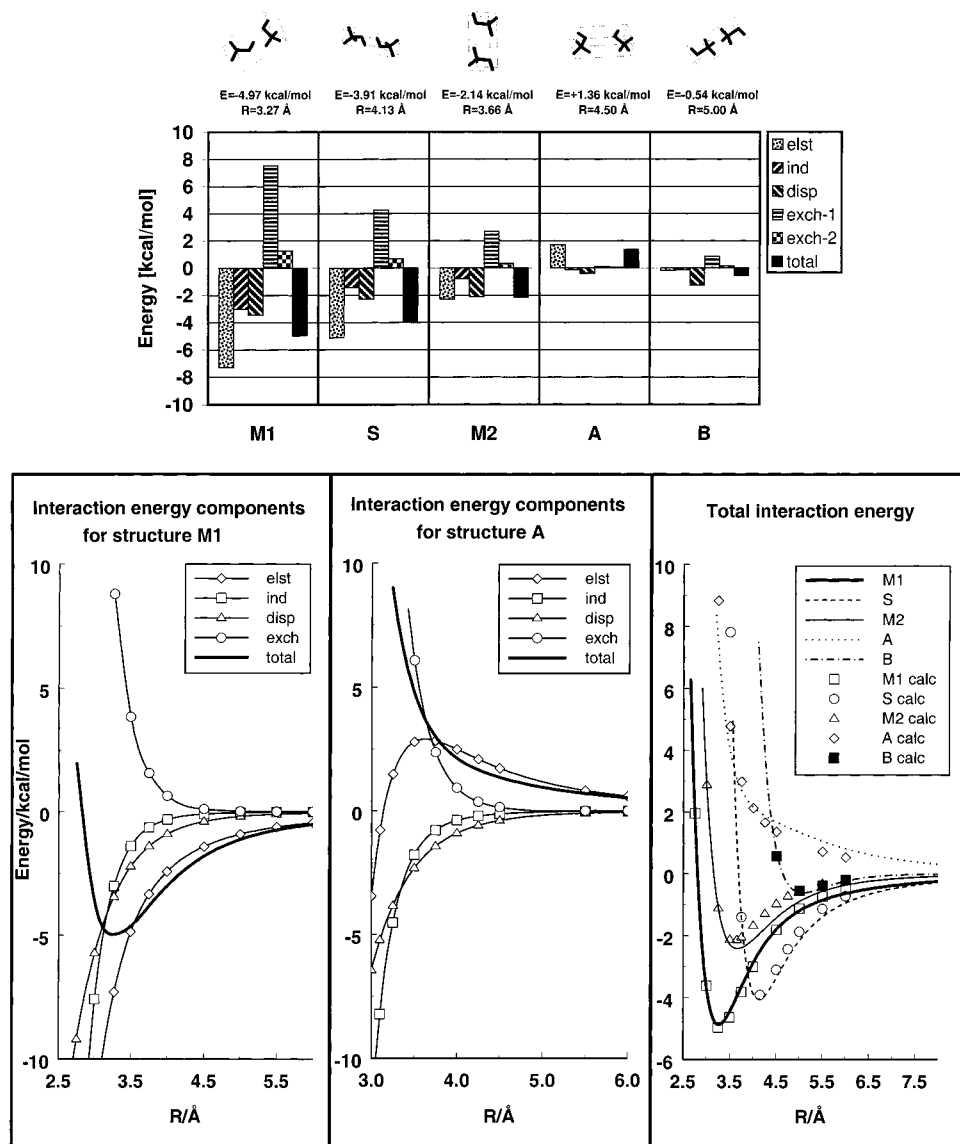 E=-4.97 kcal/mol E=-3.91 kcal/mol E=-2.14 kcal/mol E=+1.36 kcal/mol E=-0.54 kcal/mol
R=3.27 Å R=4.13 Å R=3.66 Å R=4.50 Å R=5.00 Å
Energy [kcal/mol]
10
8
6
4
2
0
-2
-4
-6
-8
-10
elst
ind
disp
exch-1
exch-2
total
M1 S M2 A B
Interaction energy components
for structure M1
elst
ind
disp
exch
total
Energy/kcal/mol
10
5
0
-5
-10
2.5 3.5 4.5 5.5
R/Å
Interaction energy components
for structure A
elst
ind
disp
exch
total
10
5
0
-5
-10
3.0 4.0 5.0 6.0
R/Å
Total interaction energy
M1
S
M2
A
B
M1 calc
S calc
M2 calc
A calc
B calc
10
8
6
4
2
0
-2
-4
-6
2.5 3.5 4.5 5.5 6.5 7.5
R/Å